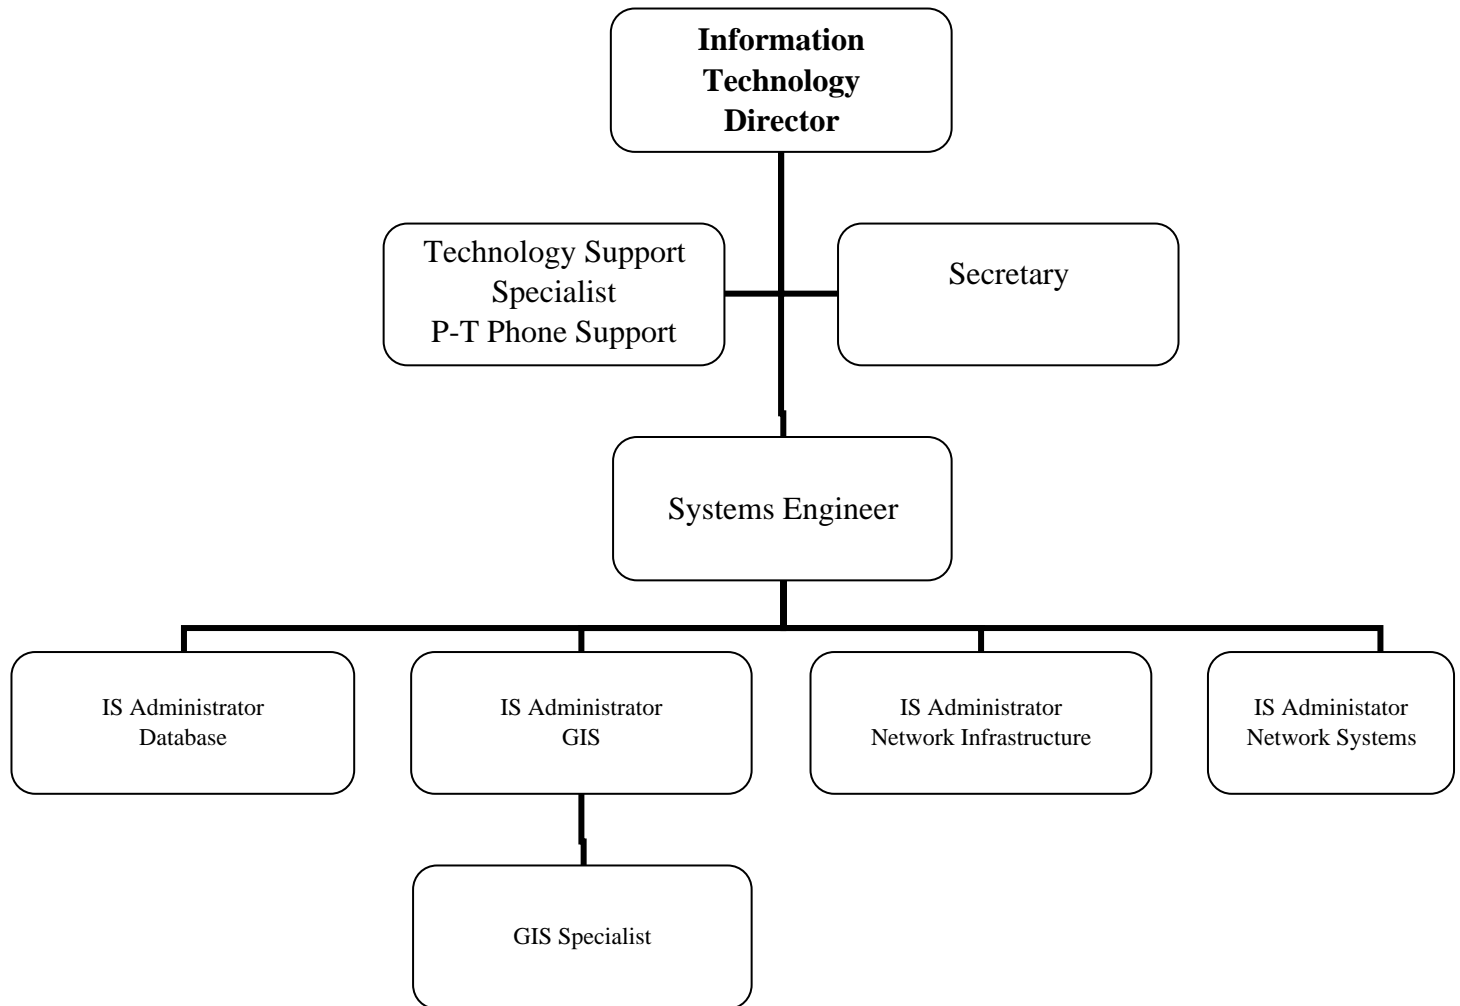 Information
Technology
Director
Technology Support
Specialist
P-T Phone Support
Secretary
Systems Engineer
IS Administrator
Database
IS Administrator
GIS
IS Administrator
Network Infrastructure
IS Administator
Network Systems
GIS Specialist